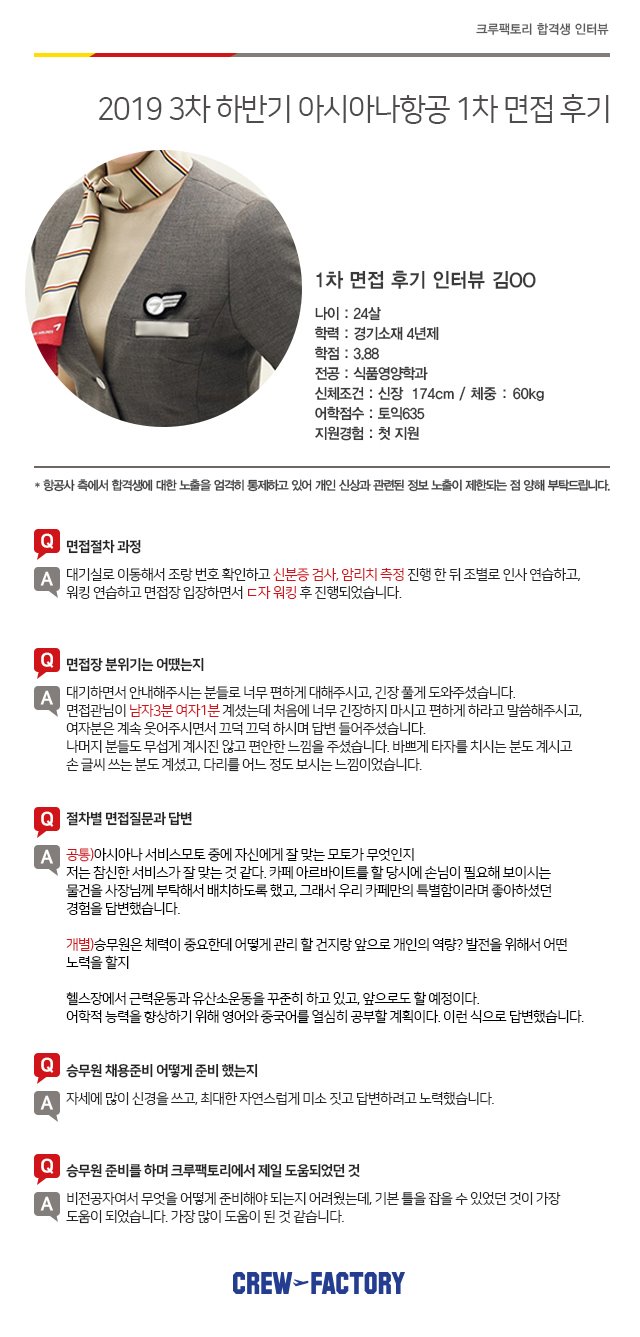 크루팩토리 합격생 인터뷰
2019 3차 하반기 아시아나항공 1차 면접 후기
1차 면접 후기 인터뷰 김OO
나이 : 24살
학력 : 경기소재 4년제
학점 : 3.88
전공 : 식품영양학과
신체조건 : 신장 174cm / 체중 : 60kg
어학점수 : 토익635
지원경험 : 첫 지원
* 항공사 측에서 합격생에 대한 노출을 엄격히 통제하고 있어 개인 신상과 관련된 정보 노출이 제한되는 점 양해 부탁드립니다.
Q 면접절차 과정
A 대기실로 이동해서 조랑 번호 확인하고 신분증 검사, 암리치 측정 진행 한 뒤 조별로 인사 연습하고,
워킹 연습하고 면접장 입장하면서 ㄷ자 워킹 후 진행되었습니다.
Q 면접장 분위기는 어땠는지
A 대기하면서 안내해주시는 분들로 너무 편하게 대해주시고, 긴장 풀게 도와주셨습니다.
면접관님이 남자3분 여자1분 계셨는데 처음에 너무 긴장하지 마시고 편하게 하라고 말씀해주시고,
여자분은 계속 웃어주시면서 끄덕 끄덕 하시며 답변 들어주셨습니다.
나머지 분들도 무섭게 계시진 않고 편안한 느낌을 주셨습니다. 바쁘게 타자를 치시는 분도 계시고
손 글씨 쓰는 분도 계셨고, 다리를 어느 정도 보시는 느낌이었습니다.
Q 절차별 면접질문과 답변
A 공통)아시아나 서비스모토 중에 자신에게 잘 맞는 모토가 무엇인지
저는 참신한 서비스가 잘 맞는 것 같다. 카페 아르바이트를 할 당시에 손님이 필요해 보이시는
물건을 사장님께 부탁해서 배치하도록 했고, 그래서 우리 카페만의 특별함이라며 좋아하셨던
경험을 답변했습니다.
개별)승무원은 체력이 중요한데 어떻게 관리 할 건지랑 앞으로 개인의 역량? 발전을 위해서 어떤
노력을 할지
헬스장에서 근력운동과 유산소운동을 꾸준히 하고 있고, 앞으로도 할 예정이다.
어학적 능력을 향상하기 위해 영어와 중국어를 열심히 공부할 계획이다. 이런 식으로 답변했습니다.
Q 승무원 채용준비 어떻게 준비 했는지
A 자세에 많이 신경을 쓰고, 최대한 자연스럽게 미소 짓고 답변하려고 노력했습니다.
Q 승무원 준비를 하며 크루팩토리에서 제일 도움되었던 것
A 비전공자여서 무엇을 어떻게 준비해야 되는지 어려웠는데, 기본 틀을 잡을 수 있었던 것이 가장
도움이 되었습니다. 가장 많이 도움이 된 것 같습니다.
CREW FACTORY